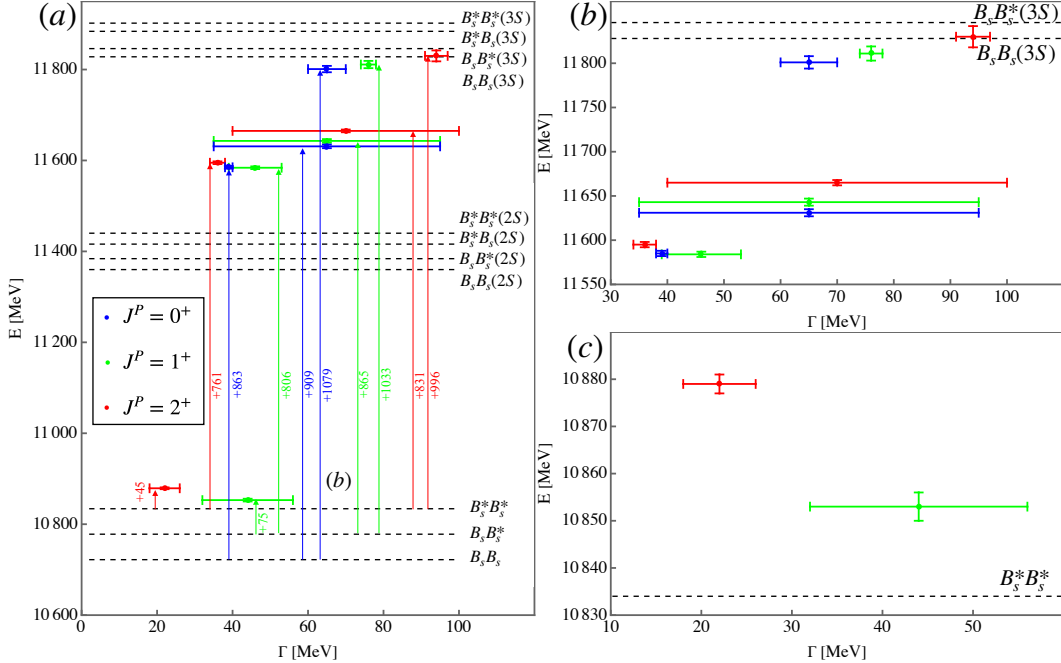 (a)
E [MeV]
11 800
11 600
11 400
11 200
11 000
10 800
10 600
0
20
40
60
80
100
Γ [MeV]
B*sB*s(3S)
B*sBs(3S)
BsB*s(3S)
BsBs(3S)
B*sB*s(2S)
B*sBs(2S)
BsB*s(2S)
BsBs(2S)
J^P = 0+
J^P = 1+
J^P = 2+
+45
+75
+761
+863
+806
+909
+1079
+865
+1033
+831
+996
(b)
B*sB*s
BsB*s
BsBs
(b)
E [MeV]
11 800
11 750
11 700
11 650
11 600
11 550
30
40
50
60
70
80
90
100
Γ [MeV]
BsB*s(3S)
BsBs(3S)
(c)
E [MeV]
10 880
10 870
10 860
10 850
10 840
10 830
10
20
30
40
50
Γ [MeV]
B*sB*s